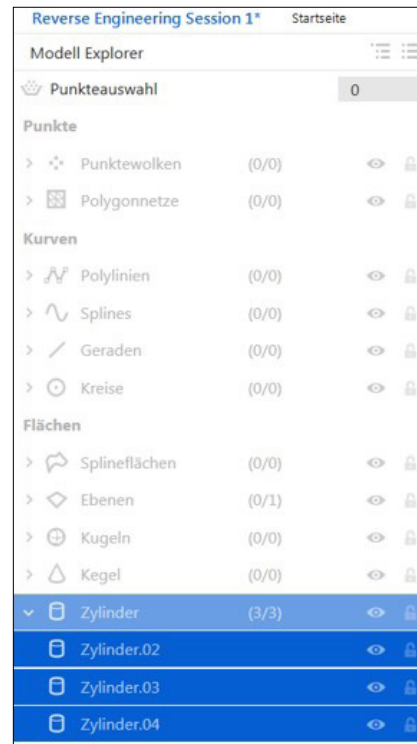 Reverse Engineering Session 1* Startseite
Modell Explorer
Punkteauswahl 0
Punkte
Punktewolken (0/0)
Polygonnetze (0/0)
Kurven
Polylinien (0/0)
Splines (0/0)
Geraden (0/0)
Kreise (0/0)
Flächen
Splineflächen (0/0)
Ebenen (0/1)
Kugeln (0/0)
Kegel (0/0)
Zylinder (3/3)
Zylinder.02
Zylinder.03
Zylinder.04